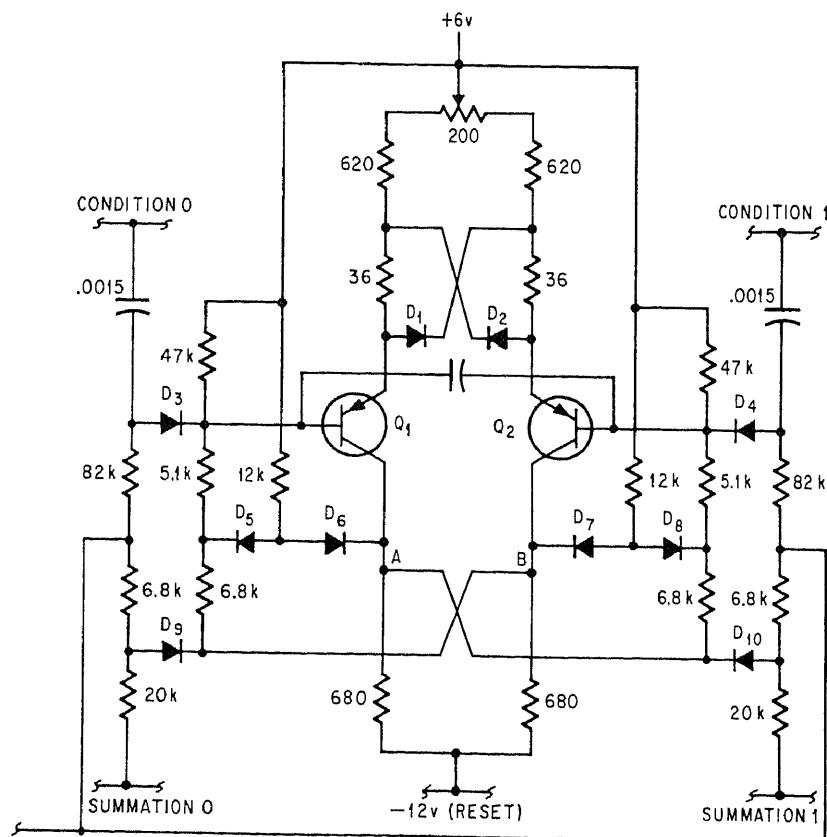 +6v
200
620
620
CONDITION 0
CONDITION 1
.0015
36
36
.0015
D1
D2
47k
47k
D3
D4
Q1
Q2
82k
5.1k
12k
12k
5.1k
82k
D5
D6
D7
D8
A
B
6.8k
6.8k
6.8k
6.8k
D9
D10
20k
680
680
20k
SUMMATION 0
−12v (RESET)
SUMMATION 1